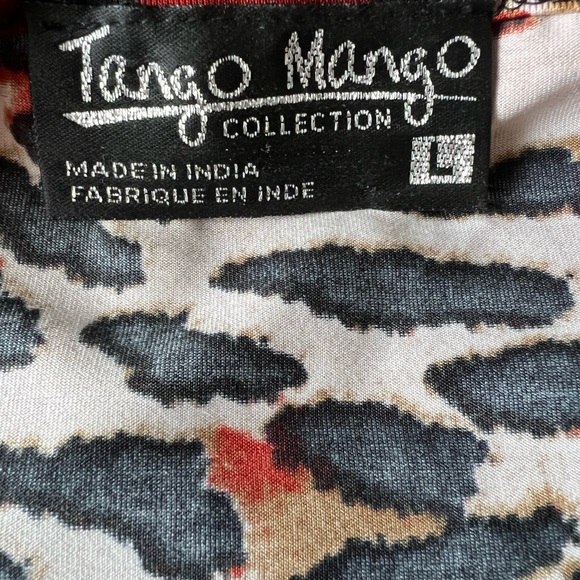 Tango Mango
COLLECTION
MADE IN INDIA
FABRIQUE EN INDE
L